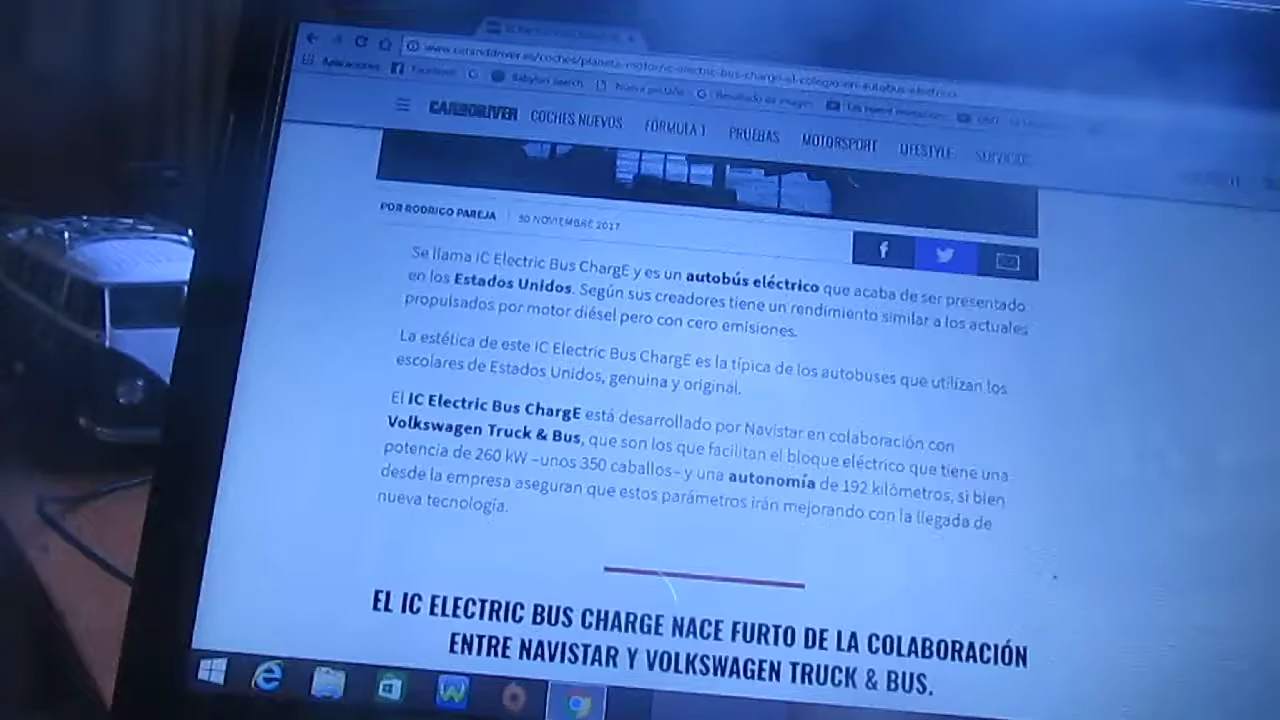 www.caranddriver.es/coches/planeta-motor/ic-electric-bus-charge-al-colegio-en-autobus-electrico
Aplicaciones Facebook G Babylon Search Nueva pestaña Resultado de imagen
CAR AND DRIVER COCHES NUEVOS FÓRMULA 1 PRUEBAS MOTORSPORT LIFESTYLE SERVICIOS
POR RODRIGO PAREJA | 30 NOVIEMBRE 2017
Se llama IC Electric Bus ChargE y es un autobús eléctrico que acaba de ser presentado
en los Estados Unidos. Según sus creadores tiene un rendimiento similar a los actuales
propulsados por motor diésel pero con cero emisiones.
La estética de este IC Electric Bus ChargE es la típica de los autobuses que utilizan los
escolares de Estados Unidos, genuina y original.
El IC Electric Bus ChargE está desarrollado por Navistar en colaboración con
Volkswagen Truck & Bus, que son los que facilitan el bloque eléctrico que tiene una
potencia de 260 kW –unos 350 caballos– y una autonomía de 192 kilómetros, si bien
desde la empresa aseguran que estos parámetros irán mejorando con la llegada de
nueva tecnología.
EL IC ELECTRIC BUS CHARGE NACE FURTO DE LA COLABORACIÓN
ENTRE NAVISTAR Y VOLKSWAGEN TRUCK & BUS.